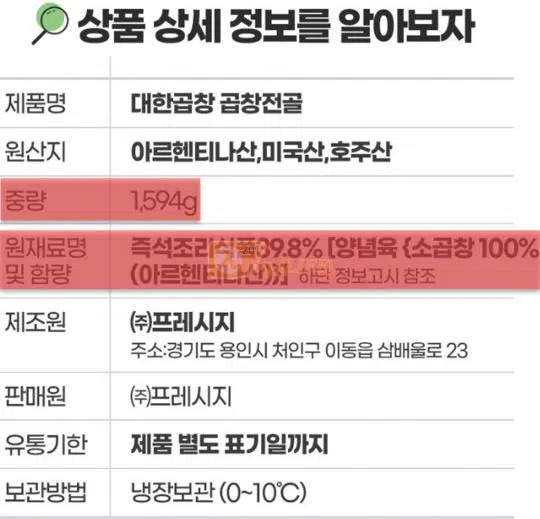 상품 상세 정보를 알아보자
제품명 대한곱창 곱창전골
원산지 아르헨티나산,미국산,호주산
중량 1,594g
원재료명 즉석조리식품39.8% [양념육 {소곱창 100%
및 함량 (아르헨티나산)}] 하단 정보고시 참조
제조원 ㈜프레시지
주소:경기도 용인시 처인구 이동읍 삼배울로 23
판매원 ㈜프레시지
유통기한 제품 별도 표기일까지
보관방법 냉장보관 (0~10℃)